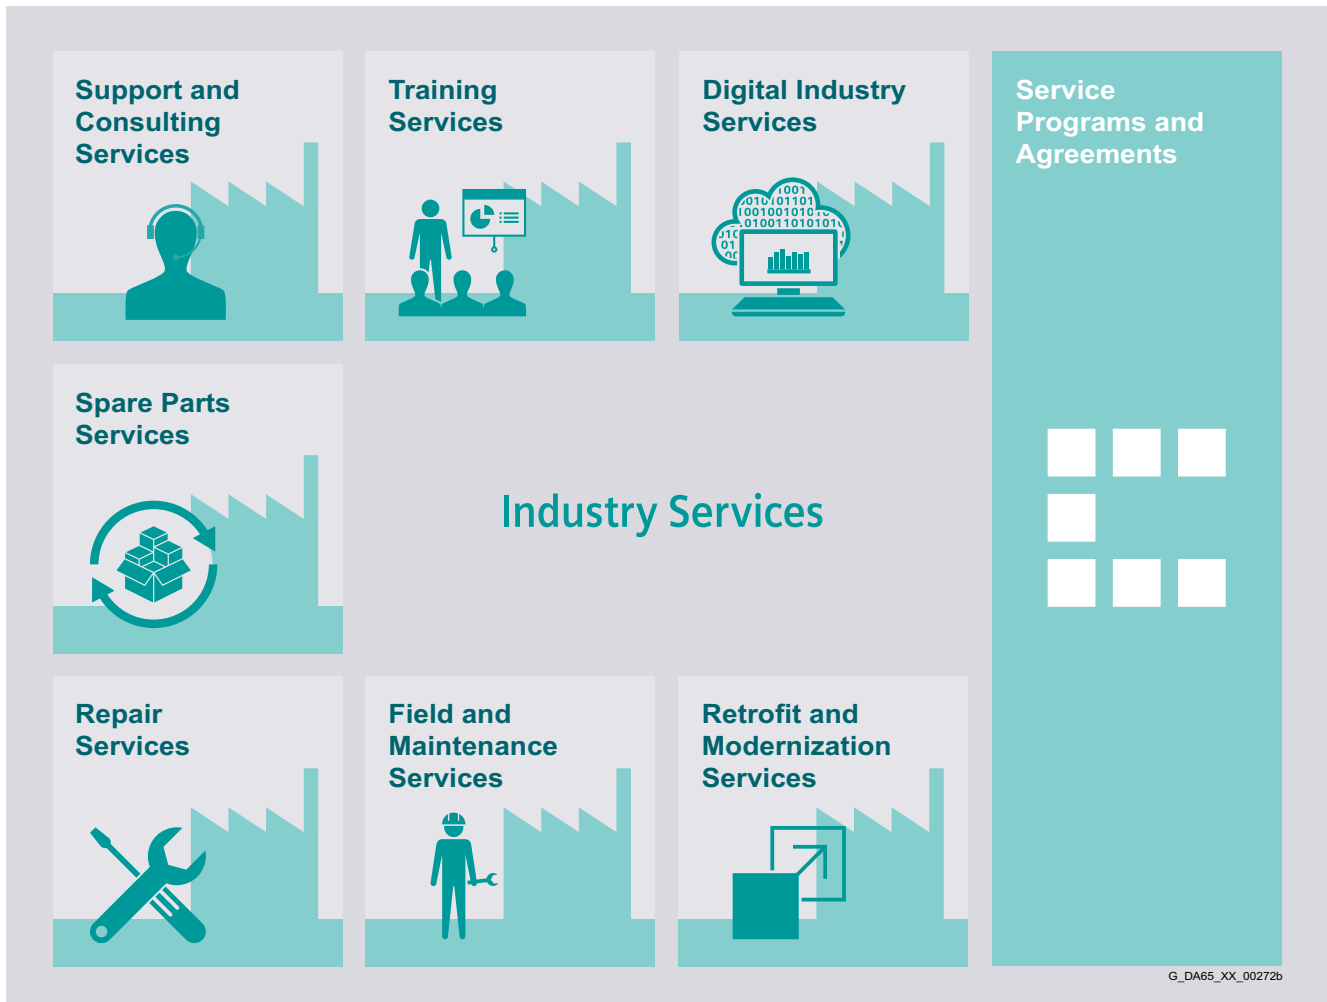 Support and
Consulting
Services
Training
Services
Digital Industry
Services
Service
Programs and
Agreements
Spare Parts
Services
Industry Services
Repair
Services
Field and
Maintenance
Services
Retrofit and
Modernization
Services
G_DA65_XX_00272b